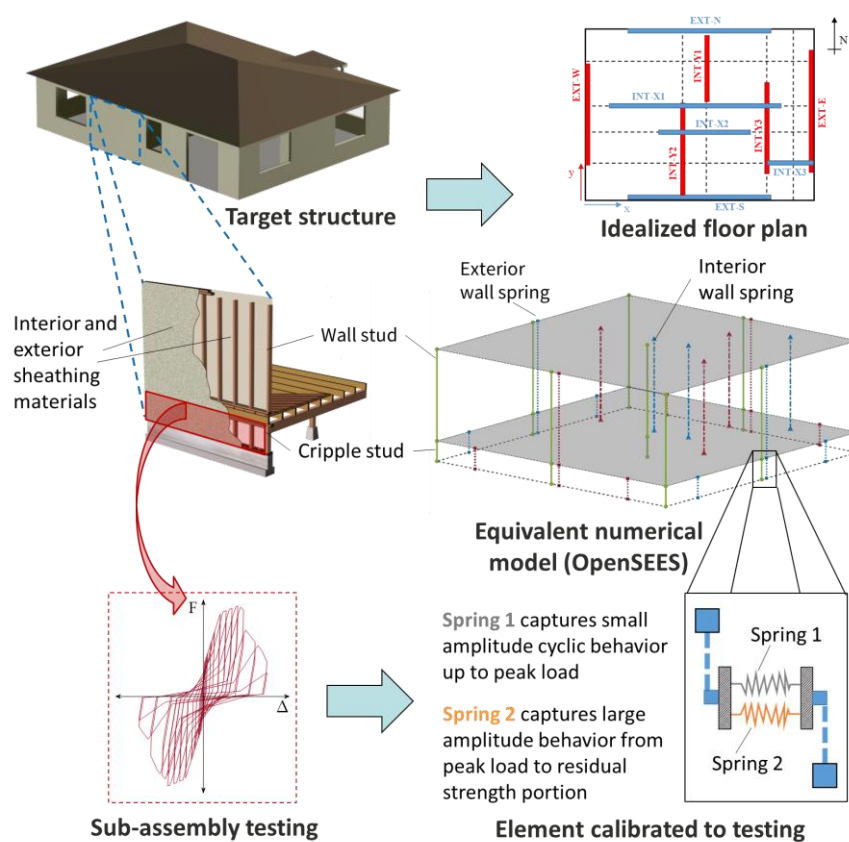 EXT-N
N
INT-Y1
EXT-W
EXT-E
INT-X1
INT-X2
INT-Y3
INT-Y2
INT-X3
y
x
EXT-S
Target structure
Idealized floor plan
Exterior
wall spring
Interior
wall spring
Interior and
exterior
sheathing
materials
Wall stud
Cripple stud
Equivalent numerical
model (OpenSEES)
F
Δ
Spring 1 captures small
amplitude cyclic behavior
up to peak load
Spring 2 captures large
amplitude behavior from
peak load to residual
strength portion
Spring 1
Spring 2
Sub-assembly testing
Element calibrated to testing